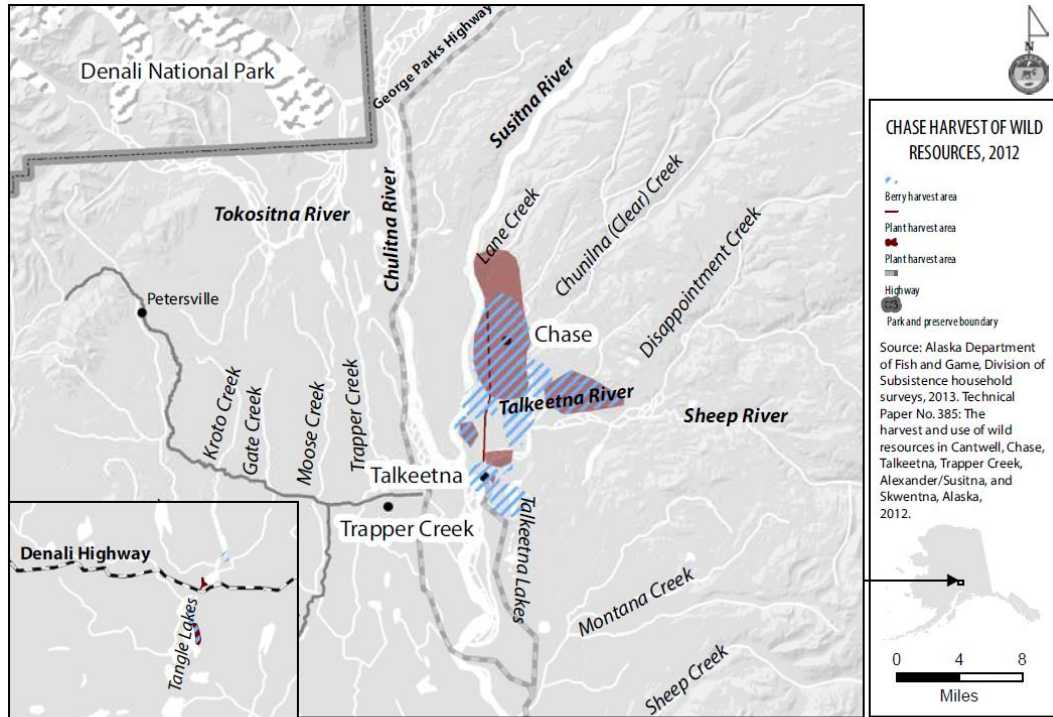 Denali National Park
George Parks Highway
Susitna River
Tokositna River
Chulitna River
Lane Creek
Chunilna (Clear) Creek
Disappointment Creek
Petersville
Chase
Kroto Creek
Gate Creek
Moose Creek
Trapper Creek
Talkeetna River
Sheep River
Talkeetna
Trapper Creek
Talkeetna Lakes
Montana Creek
Sheep Creek
Denali Highway
Tangle Lakes
N
CHASE HARVEST OF WILD
RESOURCES, 2012
Berry harvest area
Plant harvest area
Plant harvest area
Highway
Park and preserve boundary
Source: Alaska Department
of Fish and Game, Division of
Subsistence household
surveys, 2013. Technical
Paper No. 385: The
harvest and use of wild
resources in Cantwell, Chase,
Talkeetna, Trapper Creek,
Alexander/Susitna, and
Skwentna, Alaska,
2012.
0 4 8
Miles